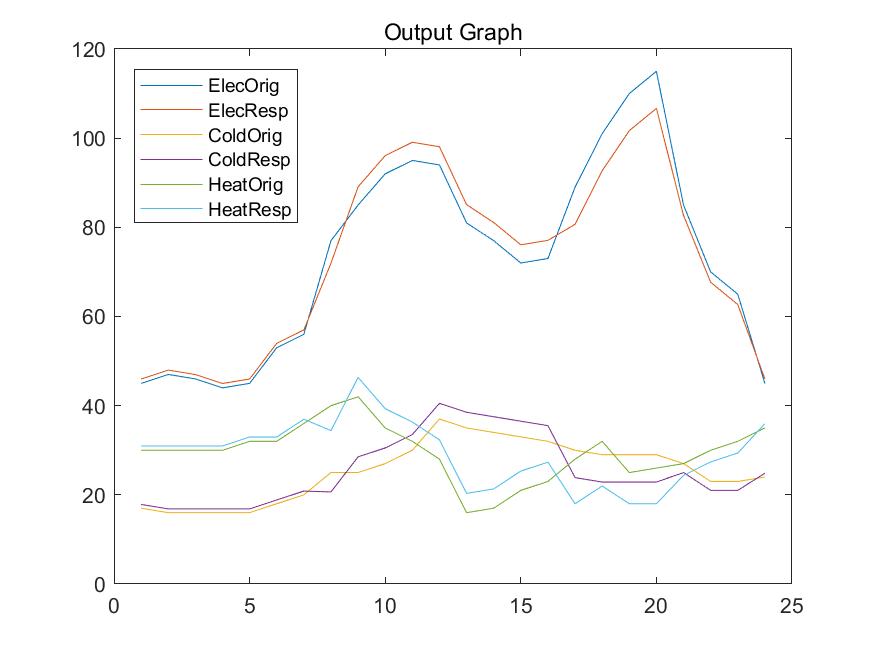 Output Graph
120
100
80
60
40
20
0
ElecOrig
ElecResp
ColdOrig
ColdResp
HeatOrig
HeatResp
0 5 10 15 20 25